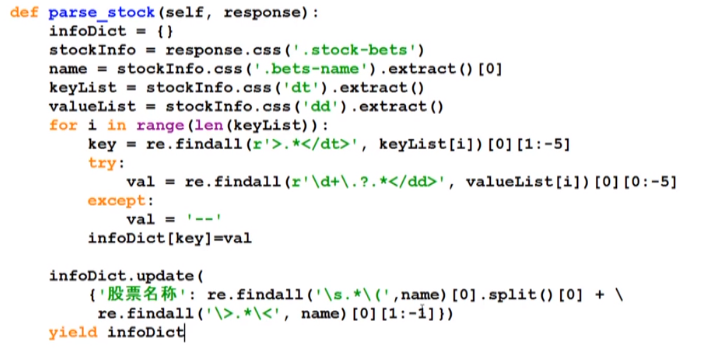 def parse_stock(self, response):
    infoDict = {}
    stockInfo = response.css('.stock-bets')
    name = stockInfo.css('.bets-name').extract()[0]
    keyList = stockInfo.css('dt').extract()
    valueList = stockInfo.css('dd').extract()
    for i in range(len(keyList)):
        key = re.findall(r'>.*</dt>', keyList[i])[0][1:-5]
        try:
            val = re.findall(r'\d+\.?.*</dd>', valueList[i])[0][0:-5]
        except:
            val = '--'
        infoDict[key]=val

    infoDict.update(
        {'股票名称': re.findall('\s.*\(',name)[0].split()[0] + \
         re.findall('\>.*\<', name)[0][1:-1]})
    yield infoDict